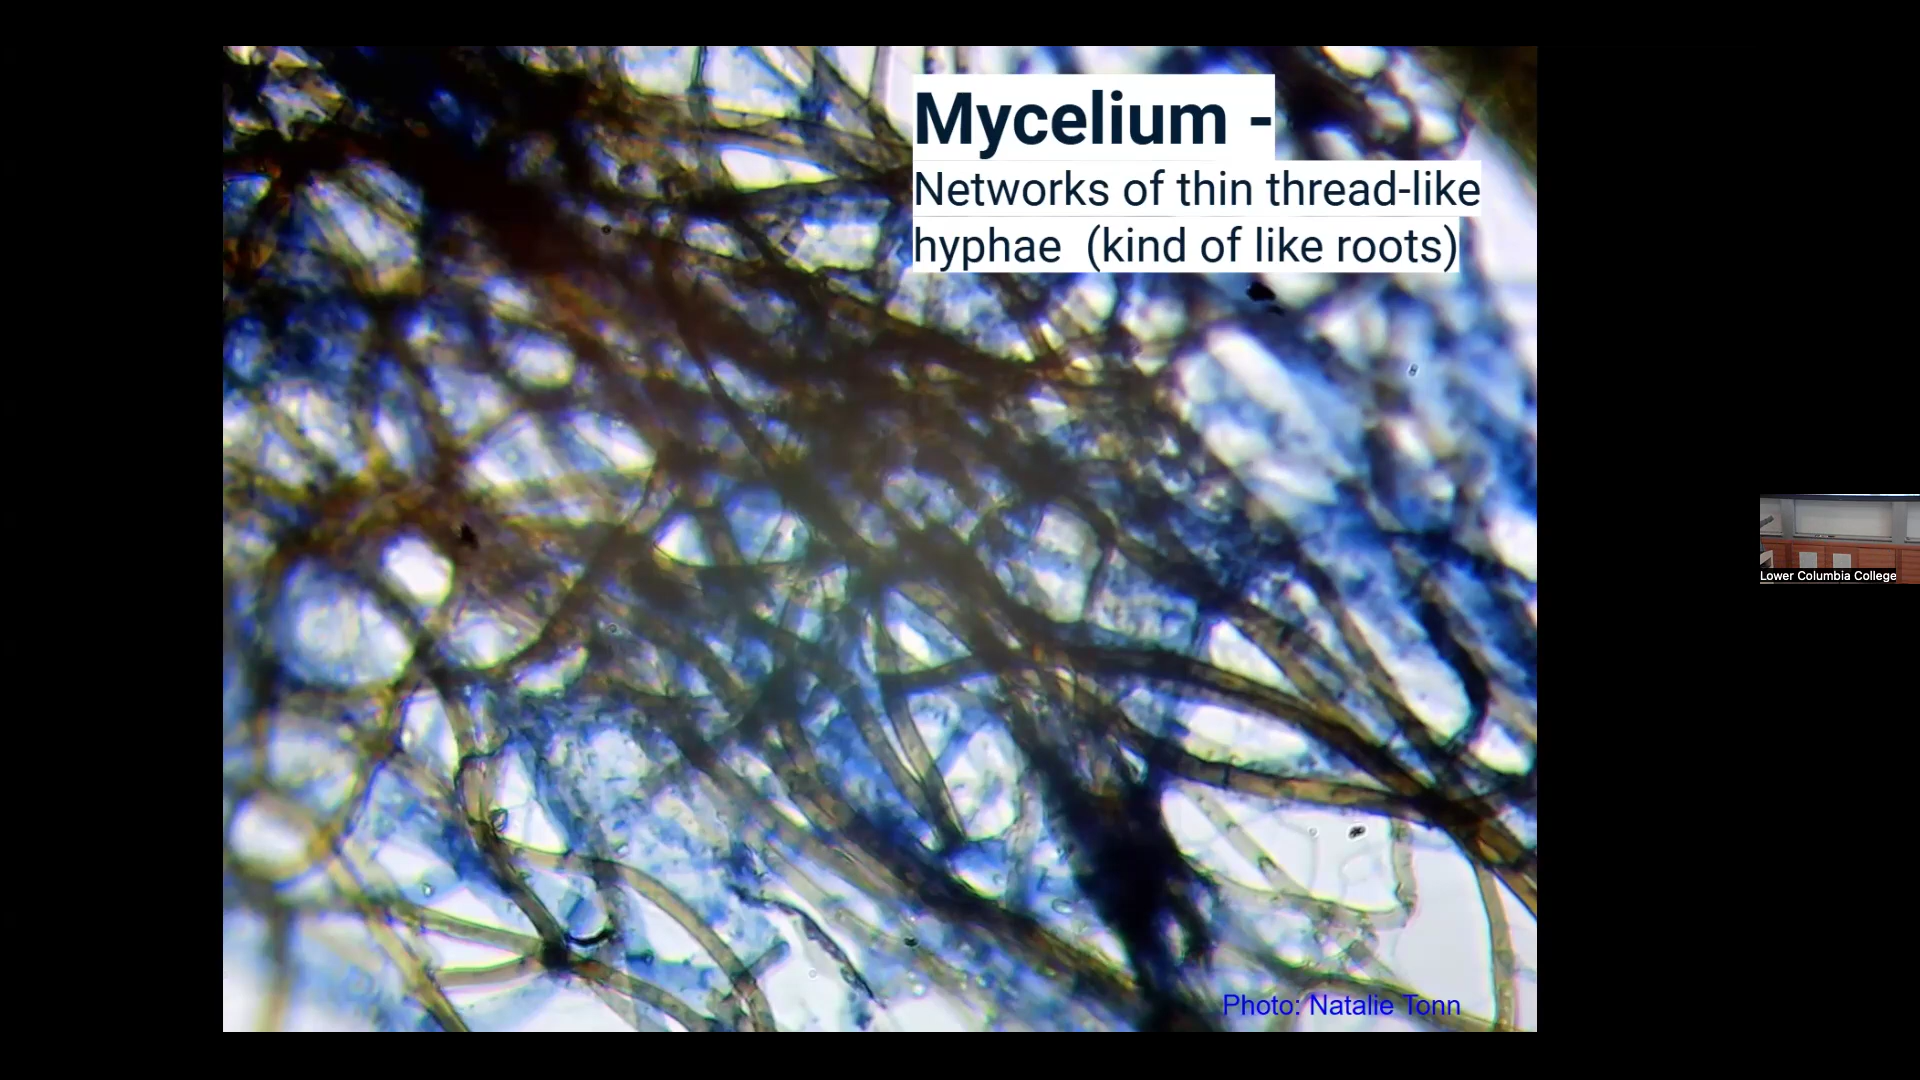 Mycelium -
Networks of thin thread-like
hyphae (kind of like roots)
Lower Columbia College
Photo: Natalie Tonn